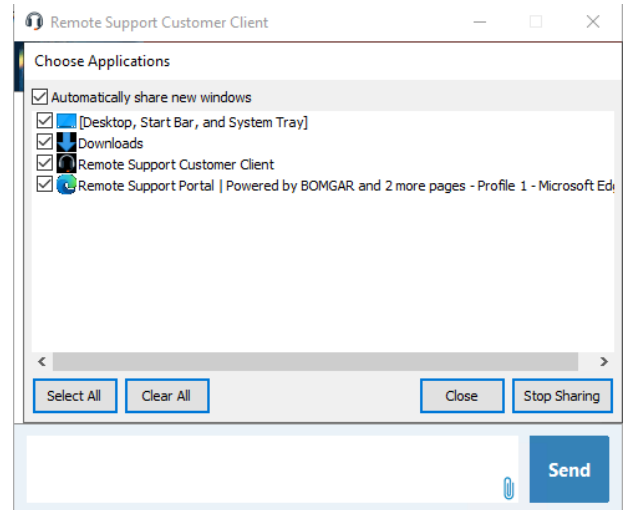 Remote Support Customer Client
Choose Applications
Automatically share new windows
[Desktop, Start Bar, and System Tray]
Downloads
Remote Support Customer Client
Remote Support Portal | Powered by BOMGAR and 2 more pages - Profile 1 - Microsoft
Select All
Clear All
Close
Stop Sharing
Send